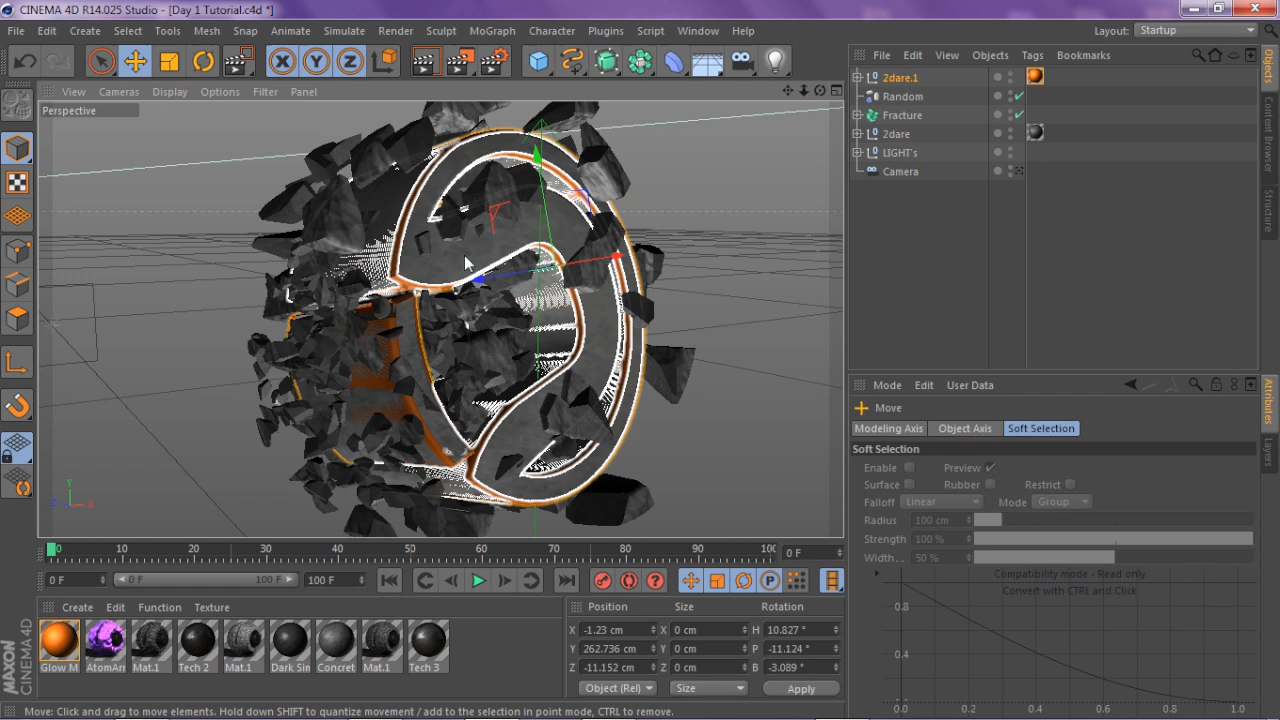 CINEMA 4D R14.025 Studio - [Day 1 Tutorial.c4d *]
File Edit Create Select Tools Mesh Snap Animate Simulate Render Sculpt MoGraph Character Plugins Script Window Help Layout: Startup
File Edit View Objects Tags Bookmarks
View Cameras Display Options Filter Panel
Perspective
2dare.1
Random
Fracture
2dare
LIGHT's
Camera
Objects
Content Browser
Structure
Mode Edit User Data
Move
Modeling Axis Object Axis Soft Selection
Soft Selection
Enable Preview
Surface Rubber Restrict
Falloff Linear Mode Group
Radius 100 cm
Strength 100 %
Width. . 50 %
Compatibility mode - Read only
Convert with CTRL and Click
0.8
0.4
0.0 0.2 0.4 0.6 0.8 1.0
Attributes
Layers
Y
Z X
0 10 20 30 40 50 60 70 80 90 100 0 F
0 F 0 F 100 F 100 F
Create Edit Function Texture
Glow M AtomAr Mat.1 Tech 2 Mat.1 Dark Sin Concret Mat.1 Tech 3
Position Size Rotation
X -1.23 cm X 0 cm H 10.827 °
Y 262.736 cm Y 0 cm P -11.124 °
Z -11.152 cm Z 0 cm B -3.089 °
Object (Rel) Size Apply
MAXON
CINEMA 4D
Move: Click and drag to move elements. Hold down SHIFT to quantize movement / add to the selection in point mode, CTRL to remove.